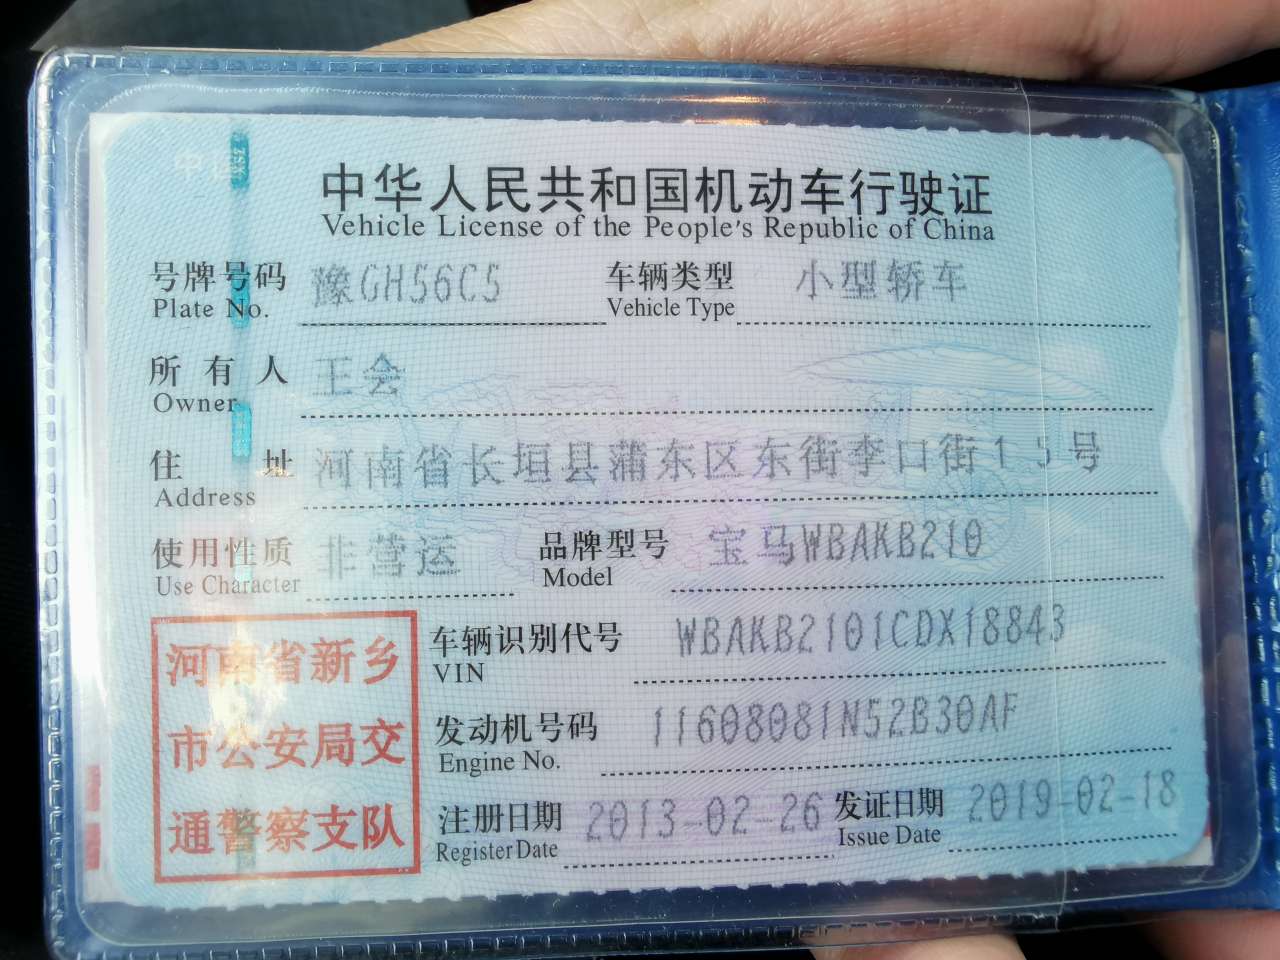 中华人民共和国机动车行驶证
Vehicle License of the People's Republic of China
号牌号码 豫GH56C5 车辆类型 小型轿车
Plate No. Vehicle Type
所有人 王会
Owner
住址 河南省长垣县蒲东区东街李口街15号
Address
使用性质 非营运 品牌型号 宝马WBAKB210
Use Character Model
车辆识别代号 WBAKB2101CDX18843
VIN
发动机号码 11608081N52B30AF
Engine No.
注册日期 2013-02-26 发证日期 2019-02-18
Register Date Issue Date
河南省新乡
市公安局交
通警察支队